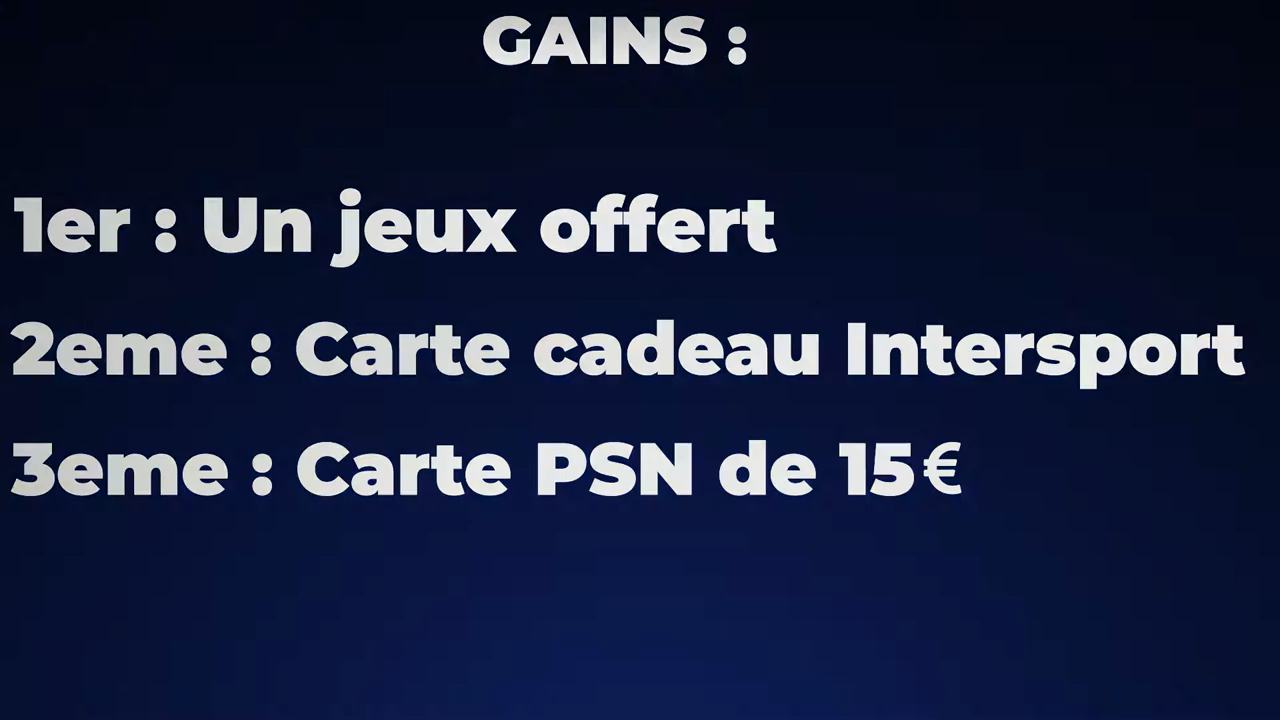 GAINS :
1er : Un jeux offert
2eme : Carte cadeau Intersport
3eme : Carte PSN de 15€